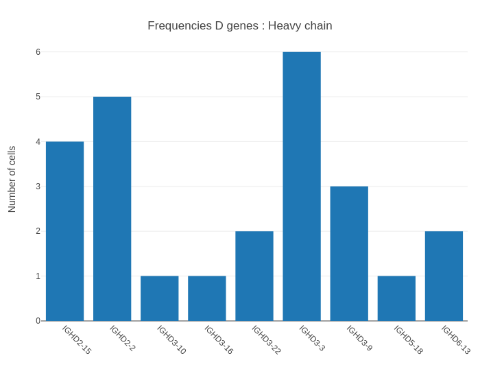 Frequencies D genes : Heavy chain
Number of cells
6
5
4
3
2
1
0
IGHD2-15
IGHD2-2
IGHD3-10
IGHD3-16
IGHD3-22
IGHD3-3
IGHD3-9
IGHD5-18
IGHD6-13